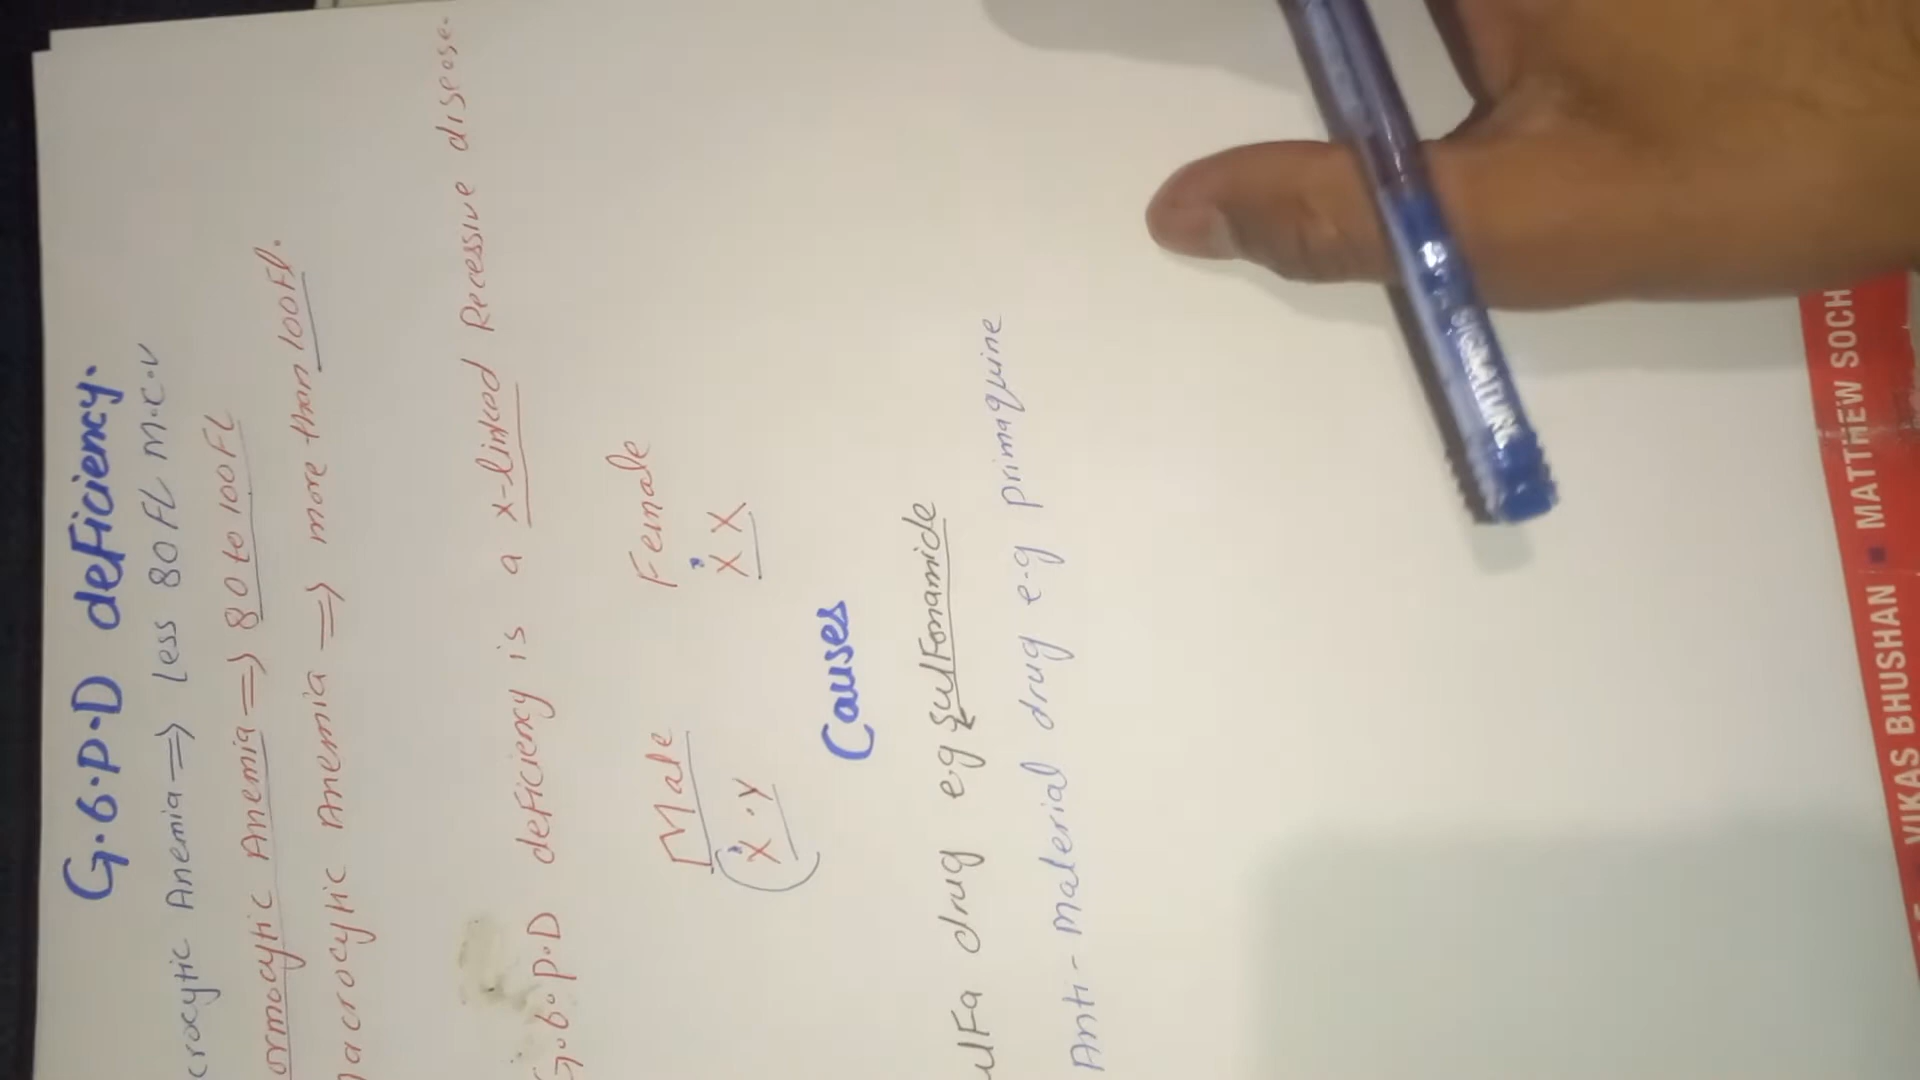 G.6.P.D deFiciency.
crocytic Anemia => less 80 FL M.C.V
ormocytic Anemia => 80 to 100 FL
acrocytic Anemia => more than 100 Fl.
G.6.P.D deFiciency is a x-linked Recessive disease.
Male Female
(X.Y XX
Causes
ulFa drug e.g sulFonamide
Anti-malerial drug e.g primaquine
SIGNATURE
VIKAS BHUSHAN ▪ MATTHEW SOCH